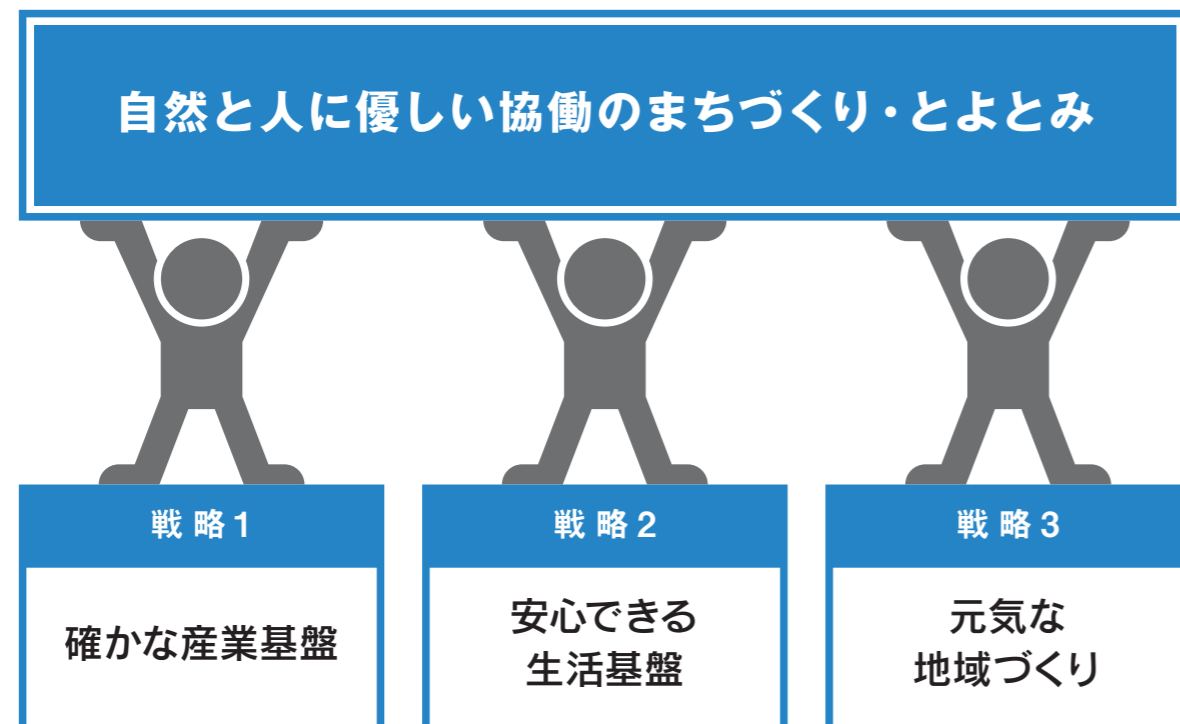 自然と人に優しい協働のまちづくり・とよとみ
戦略1
確かな産業基盤
戦略2
安心できる
生活基盤
戦略3
元気な
地域づくり